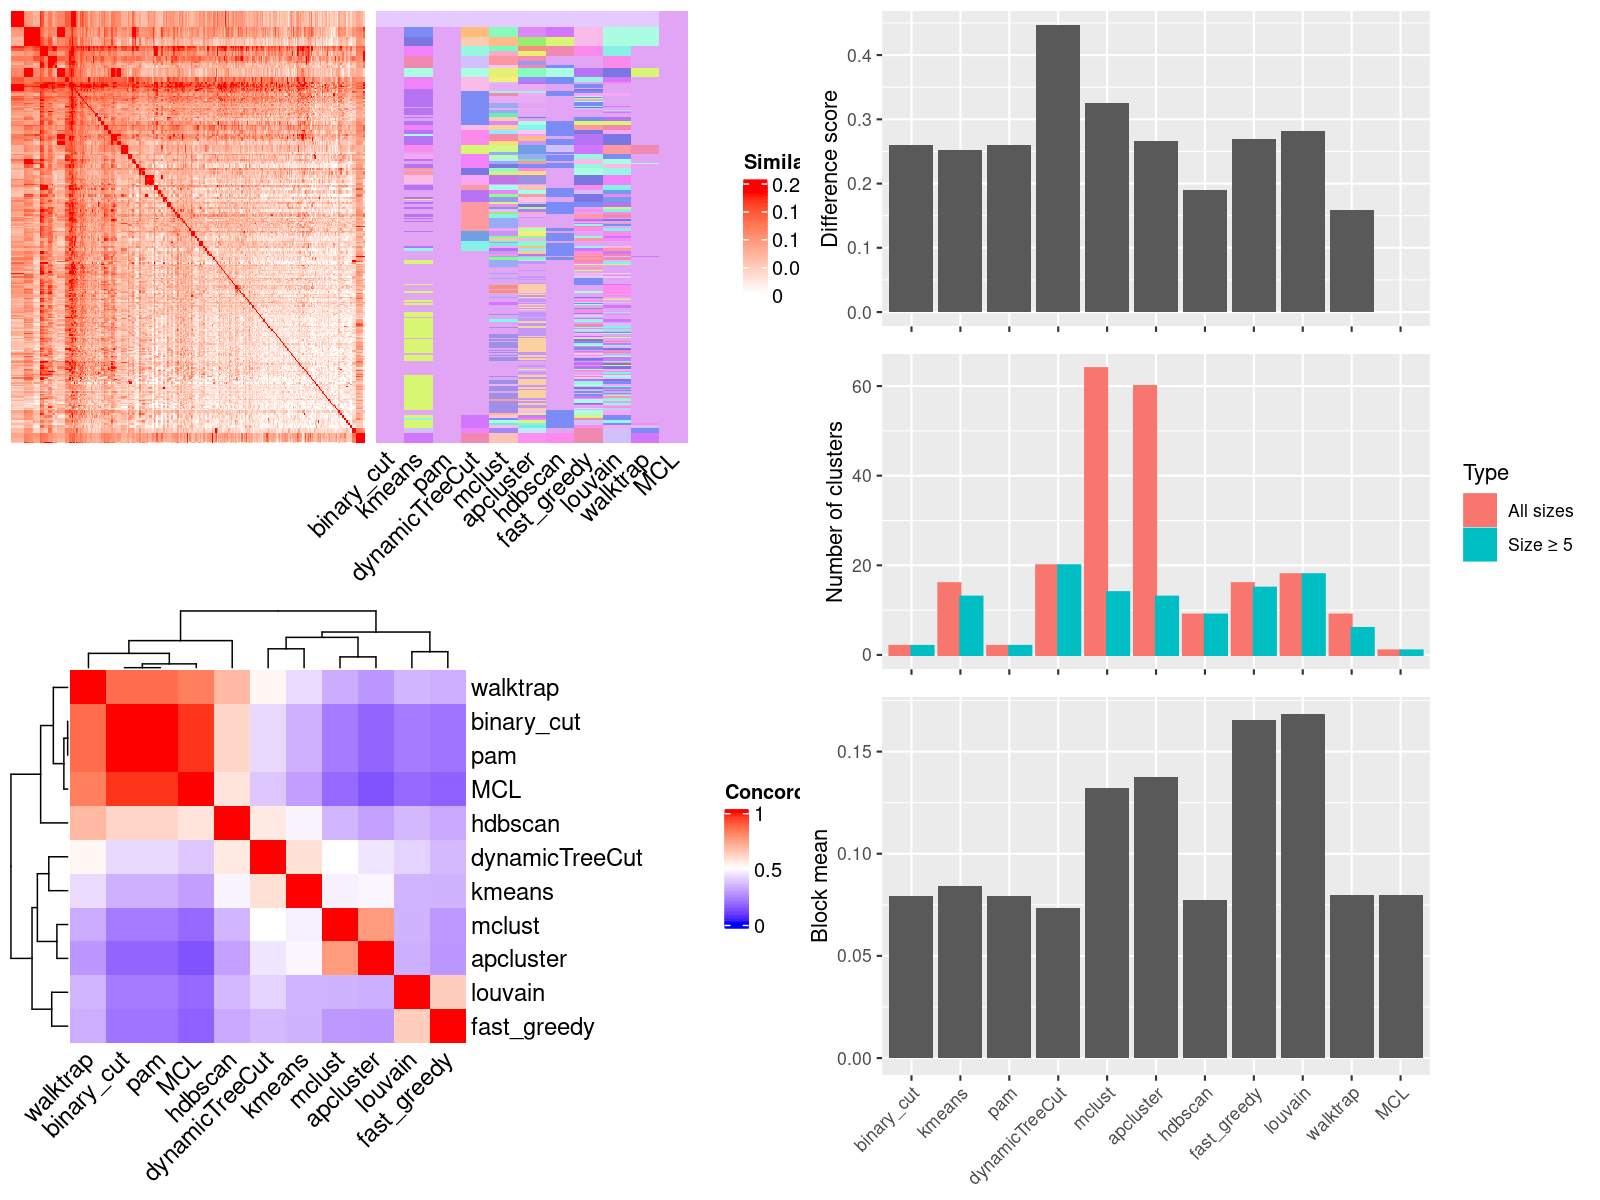 Simila
0.2
0.1
0.1
0.0
0
binary_cut
kmeans
pam
dynamicTreeCut
mclust
apcluster
hdbscan
fast_greedy
louvain
walktrap
MCL
walktrap
binary_cut
pam
MCL
hdbscan
dynamicTreeCut
kmeans
mclust
apcluster
louvain
fast_greedy
walktrap
binary_cut
pam
MCL
hdbscan
dynamicTreeCut
kmeans
mclust
apcluster
louvain
fast_greedy
Concord
1
0.5
0
Difference score
0.4
0.3
0.2
0.1
0.0
Number of clusters
60
40
20
0
Type
All sizes
Size ≥ 5
Block mean
0.15
0.10
0.05
0.00
binary_cut
kmeans
pam
dynamicTreeCut
mclust
apcluster
hdbscan
fast_greedy
louvain
walktrap
MCL